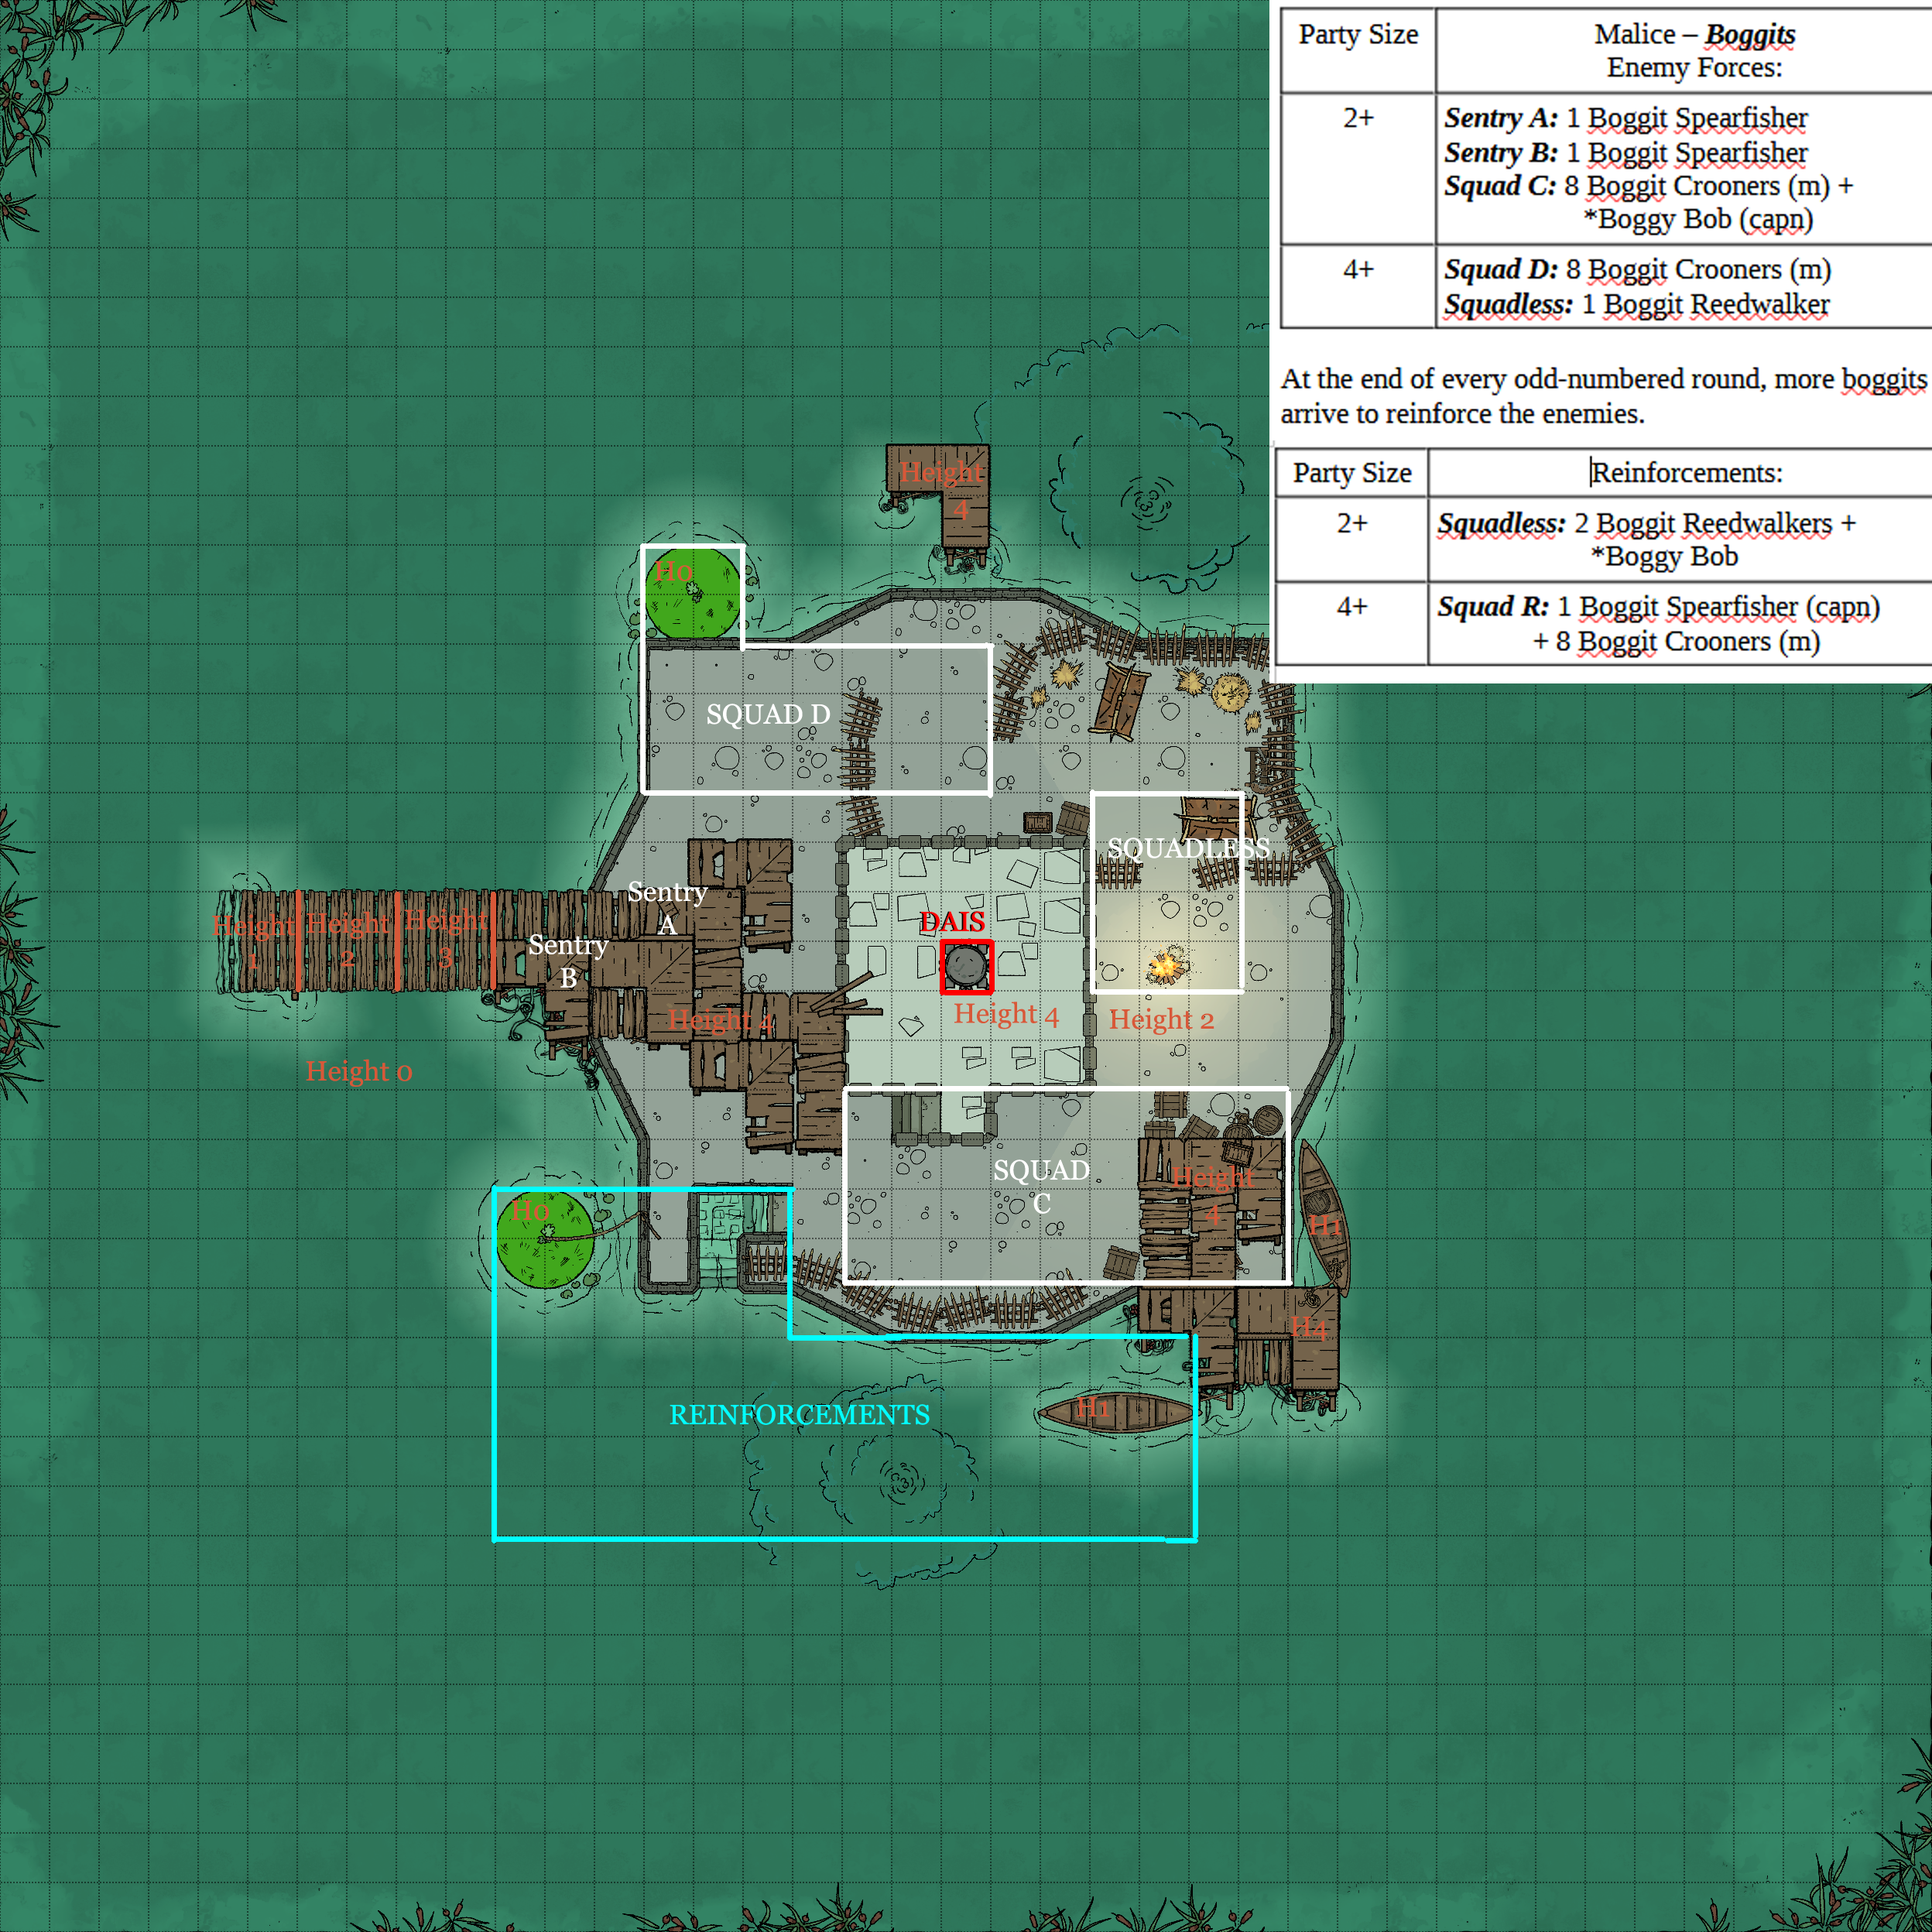 Party Size
Malice – Boggits
Enemy Forces:
2+
Sentry A: 1 Boggit Spearfisher
Sentry B: 1 Boggit Spearfisher
Squad C: 8 Boggit Crooners (m) +
*Boggy Bob (capn)
4+
Squad D: 8 Boggit Crooners (m)
Squadless: 1 Boggit Reedwalker
At the end of every odd-numbered round, more boggits
arrive to reinforce the enemies.
Party Size
Reinforcements:
2+
Squadless: 2 Boggit Reedwalkers +
*Boggy Bob
4+
Squad R: 1 Boggit Spearfisher (capn)
+ 8 Boggit Crooners (m)
Height
4
H0
SQUAD D
SQUADLESS
Sentry
A
Sentry
B
DAIS
Height
1
Height
2
Height
3
Height 4
Height 4
Height 2
Height 0
SQUAD
C
Height
4
H0
H1
H4
H1
REINFORCEMENTS